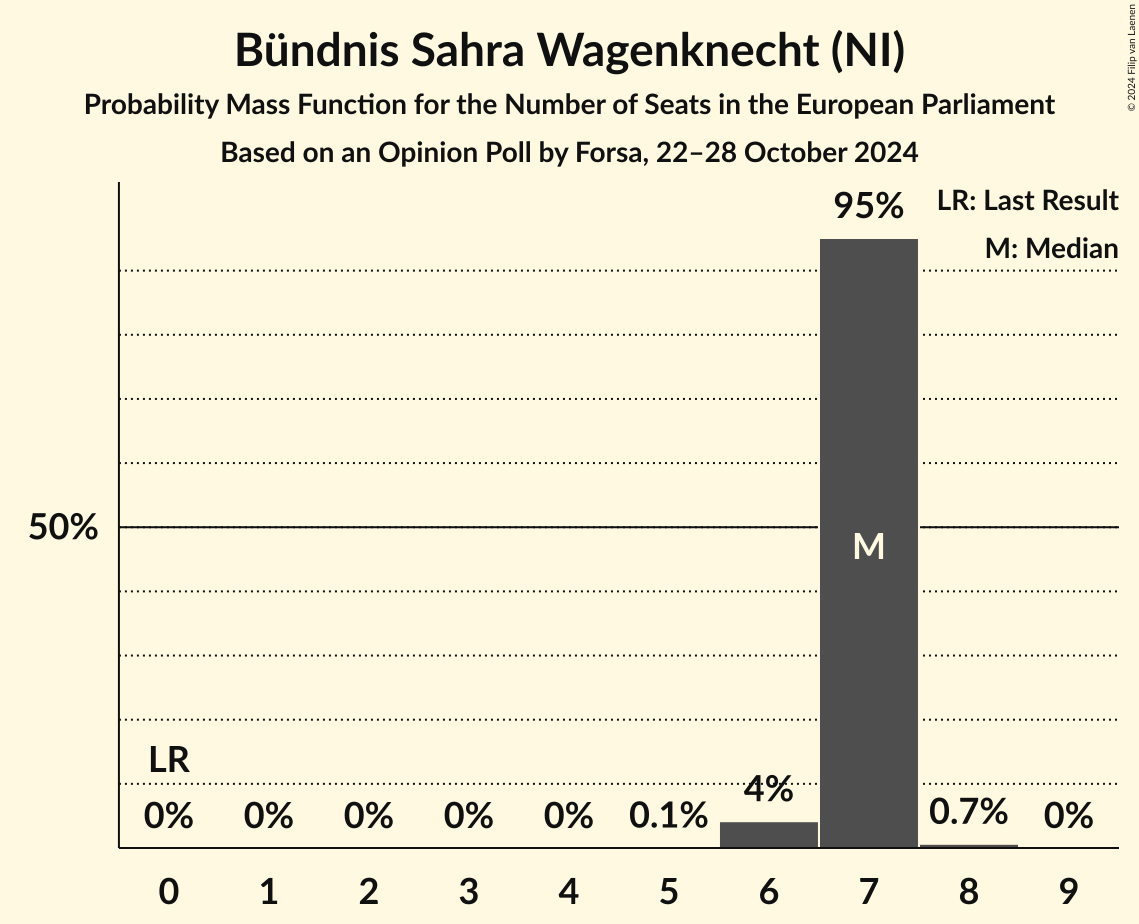 Bündnis Sahra Wagenknecht (NI)
Probability Mass Function for the Number of Seats in the European Parliament
Based on an Opinion Poll by Forsa, 22–28 October 2024
© 2024 Filip van Laenen
LR: Last Result
M: Median
95%
50%
M
LR
0% 0% 0% 0% 0% 0.1% 4% 0.7% 0%
0 1 2 3 4 5 6 7 8 9